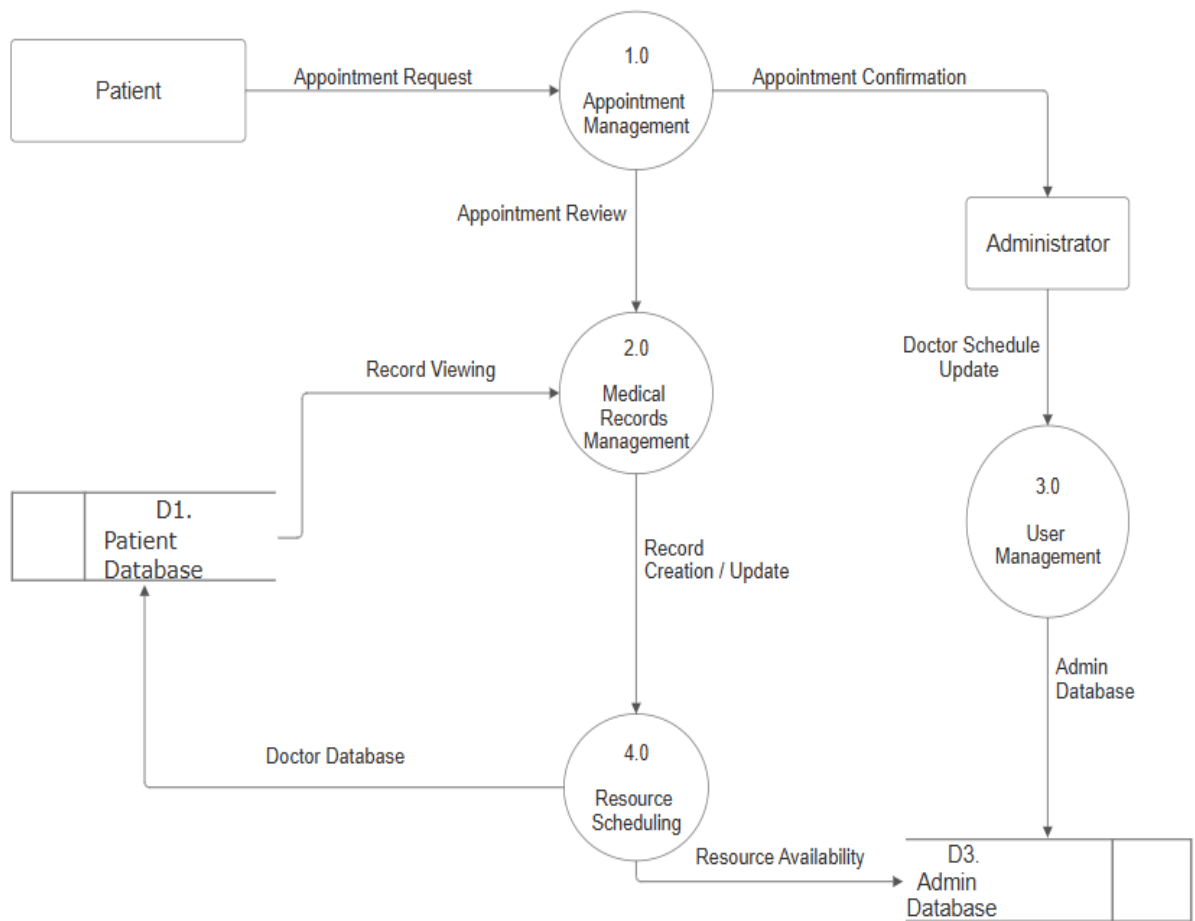 1.0
Patient
Appointment Request
Appointment Confirmation
Appointment
Management
Appointment Review
Administrator
2.0
Doctor Schedule
Update
Record Viewing
Medical
Records
Management
3.0
User
Management
D1.
Patient
Database
Record
Creation / Update
Admin
Database
Doctor Database
4.0
Resource
Scheduling
Resource Availability
D3.
Admin
Database